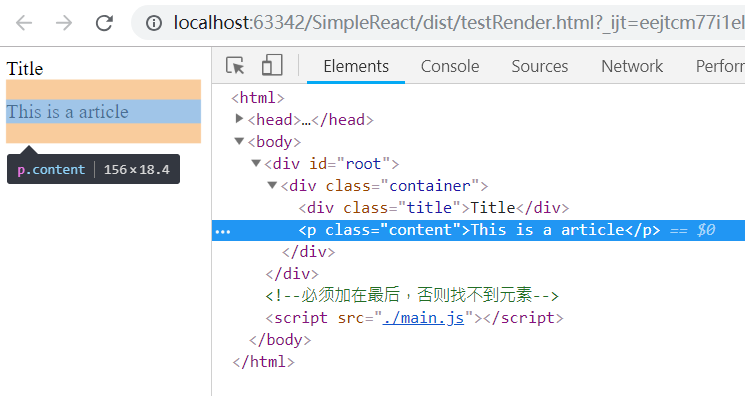 localhost:63342/SimpleReact/dist/testRender.html?_ijt=eejtcm77i1el
Title
This is a article
p.content 156×18.4
Elements Console Sources Network Perforr
<html>
<head>…</head>
<body>
<div id="root">
<div class="container">
<div class="title">Title</div>
<p class="content">This is a article</p> == $0
</div>
</div>
<!--必须加在最后，否则找不到元素-->
<script src="./main.js"></script>
</body>
</html>